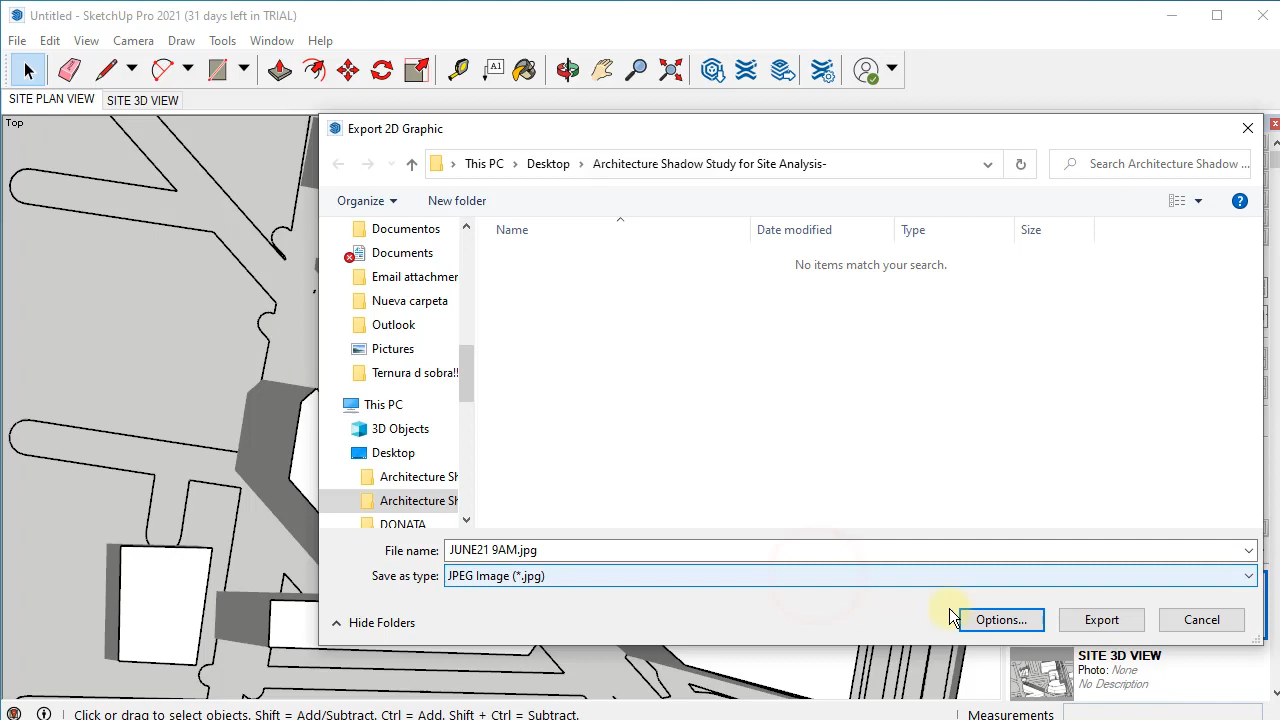 Untitled - SketchUp Pro 2021 (31 days left in TRIAL)
File Edit View Camera Draw Tools Window Help
A1
SITE PLAN VIEW SITE 3D VIEW
Top
Export 2D Graphic
This PC > Desktop > Architecture Shadow Study for Site Analysis-
Search Architecture Shadow ...
Organize New folder
Documentos
Documents
Email attachmer
Nueva carpeta
Outlook
Pictures
Ternura d sobra!!
This PC
3D Objects
Desktop
Architecture Sh
Architecture Sh
DONATA
Name Date modified Type Size
No items match your search.
File name: JUNE21 9AM.jpg
Save as type: JPEG Image (*.jpg)
Hide Folders
Options... Export Cancel
SITE 3D VIEW
Photo: None
No Description
Click or drag to select objects. Shift = Add/Subtract. Ctrl = Add. Shift + Ctrl = Subtract.
Measurements